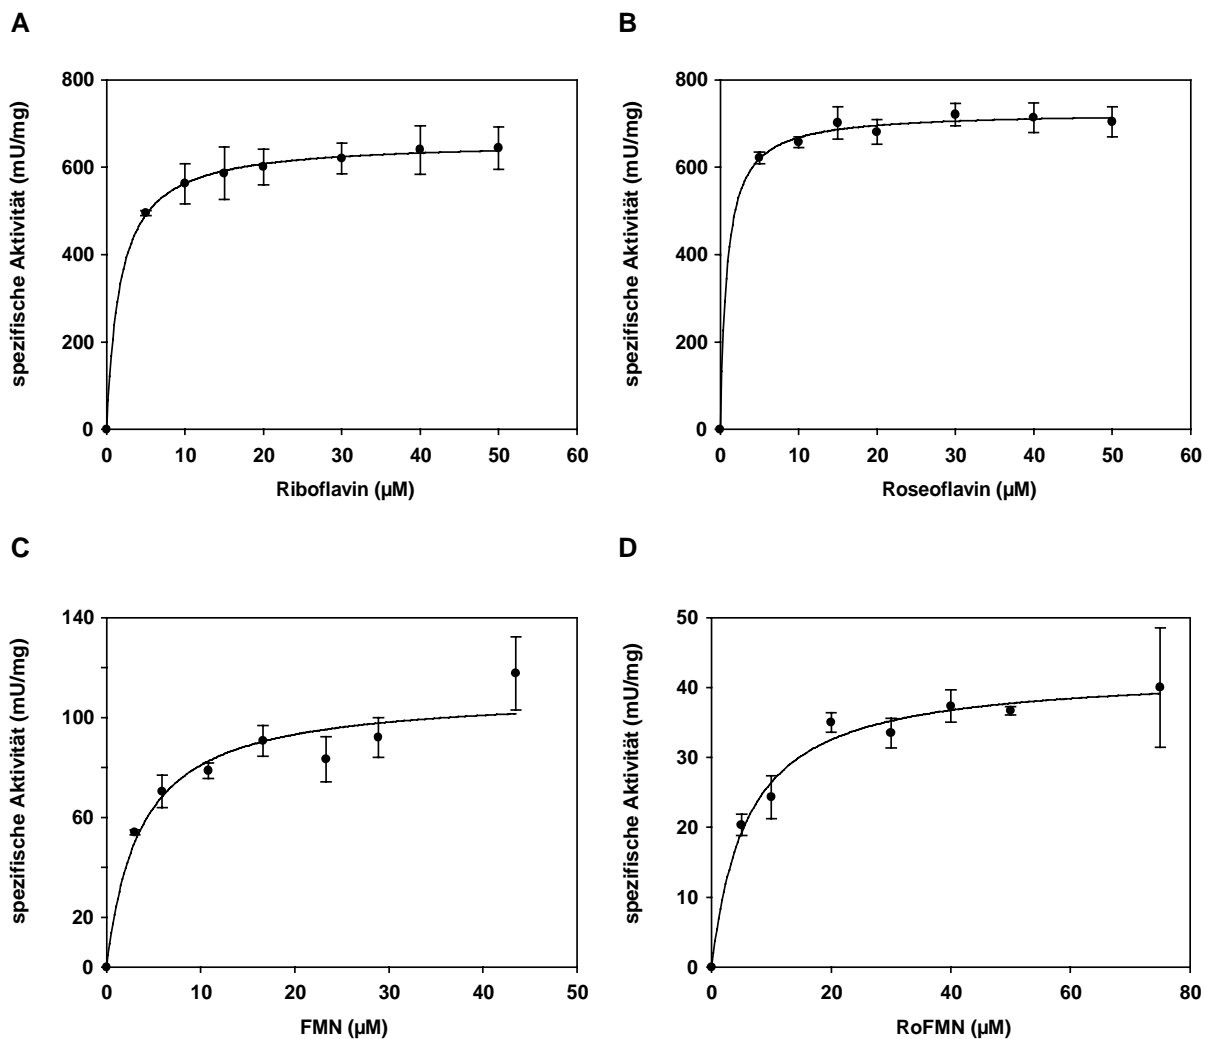 A
B
800
600
400
200
0
spezifische Aktivität (mU/mg)
0 10 20 30 40 50 60
Riboflavin (µM)
800
600
400
200
0
spezifische Aktivität (mU/mg)
0 10 20 30 40 50 60
Roseoflavin (µM)
C
D
140
100
60
20
0
spezifische Aktivität (mU/mg)
0 10 20 30 40 50
FMN (µM)
50
40
30
20
10
0
spezifische Aktivität (mU/mg)
0 20 40 60 80
RoFMN (µM)